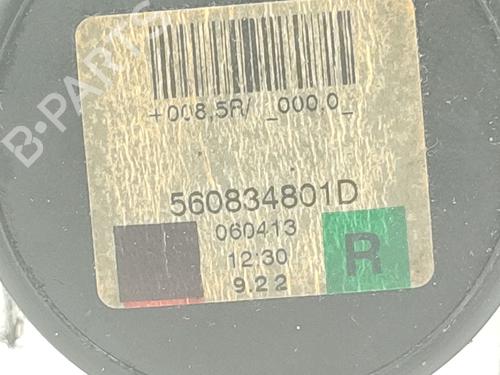 B-PARTS
+008,5R/ _000,0_
560834801D
060413
12:30
9.2.2
R